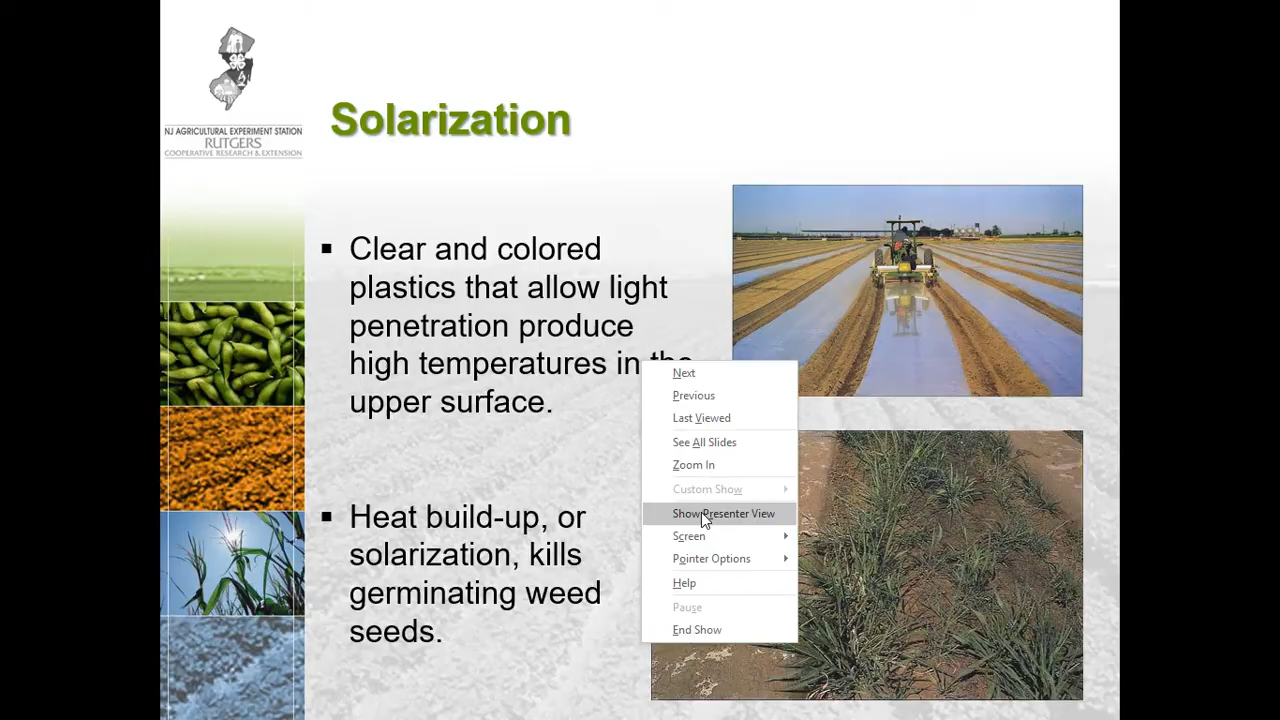 NJ AGRICULTURAL EXPERIMENT STATION
RUTGERS
COOPERATIVE RESEARCH & EXTENSION
Solarization
▪ Clear and colored
plastics that allow light
penetration produce
high temperatures in the
upper surface.
▪ Heat build-up, or
solarization, kills
germinating weed
seeds.
Next
Previous
Last Viewed
See All Slides
Zoom In
Custom Show
Show Presenter View
Screen
Pointer Options
Help
Pause
End Show